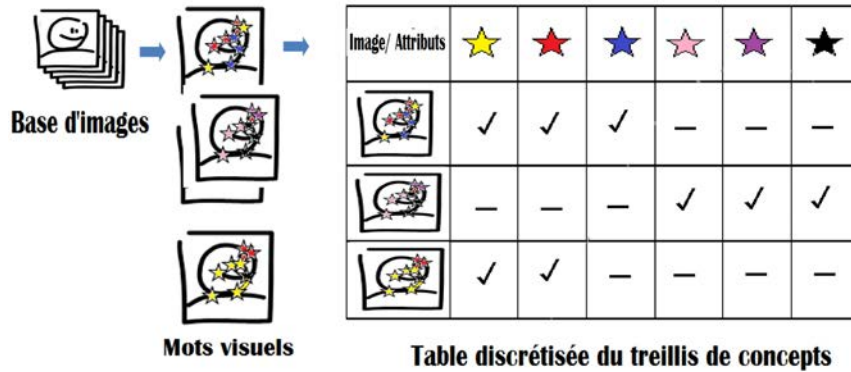 Base d'images
Mots visuels
Image/ Attributs
✓ ✓ ✓ — — —
— — — ✓ ✓ ✓
✓ ✓ — — — —
Table discrétisée du treillis de concepts